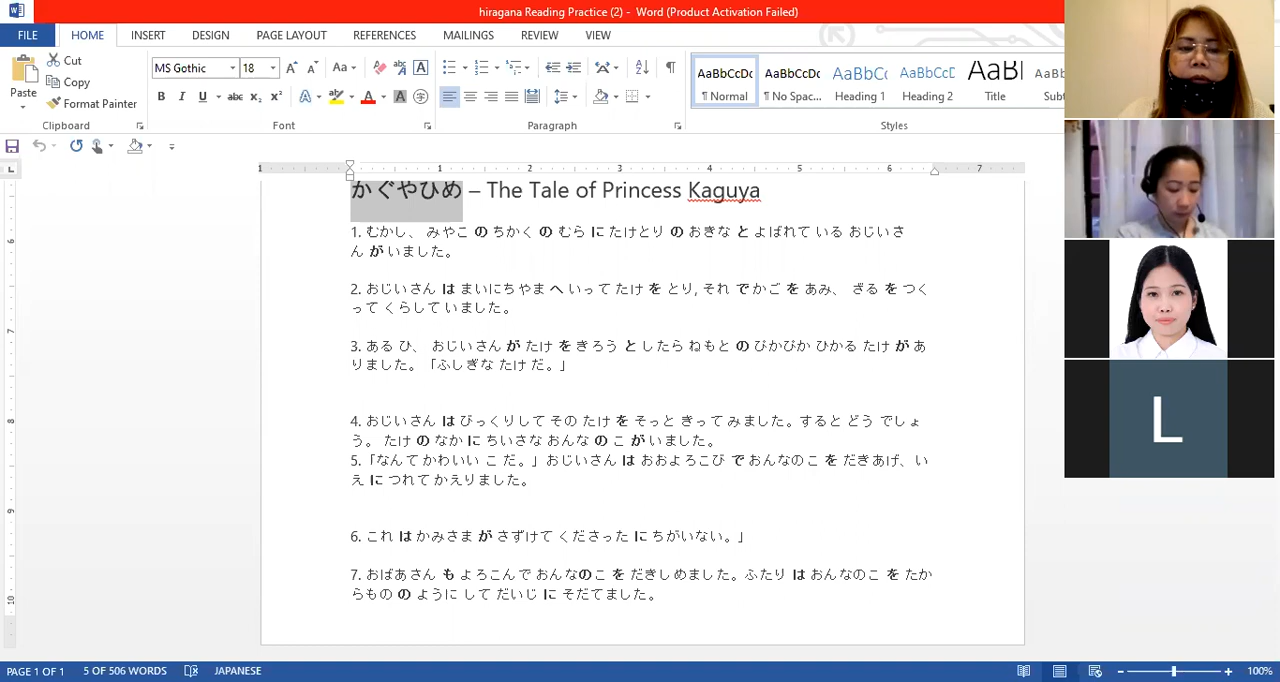 hiragana Reading Practice (2) - Word (Product Activation Failed)
FILE HOME INSERT DESIGN PAGE LAYOUT REFERENCES MAILINGS REVIEW VIEW
Paste
Cut
Copy
Format Painter
Clipboard
MS Gothic 18
Font
Paragraph
AaBbCcDc AaBbCcDc AaBbCc AaBbCcDc AaBl AaBb
¶ Normal ¶ No Spac... Heading 1 Heading 2 Title Subt
Styles
1 1 2 3 4 5 6 7
かぐやひめ – The Tale of Princess Kaguya
1. むかし、 みやこ の ちかく の むら に たけとり の おきな と よばれて いる おじいさ
ん が いました。
2. おじいさん は まいにち やま へ いって たけ を とり, それ で かご を あみ、 ざる を つく
って くらして いました。
3. ある ひ、 おじいさん が たけ を きろう と したら ねもと の ぴかぴか ひかる たけ が あ
りました。「ふしぎな たけ だ。」
4. おじいさん は びっくりして その たけ を そっと きって みました。すると どう でしょ
う。 たけ の なか に ちいさな おんな の こ が いました。
5.「なんて かわいい こ だ。」おじいさん は おおよろこび で おんなのこ を だきあげ、い
え に つれて かえりました。
6. これ は かみさま が さずけて くださった に ちがいない。」
7. おばあさん も よろこんで おんなのこ を だきしめました。ふたり は おんなのこ を たか
らもの の ように して だいじ に そだてました。
6
7
8
9
10
PAGE 1 OF 1 5 OF 506 WORDS JAPANESE 100%
L